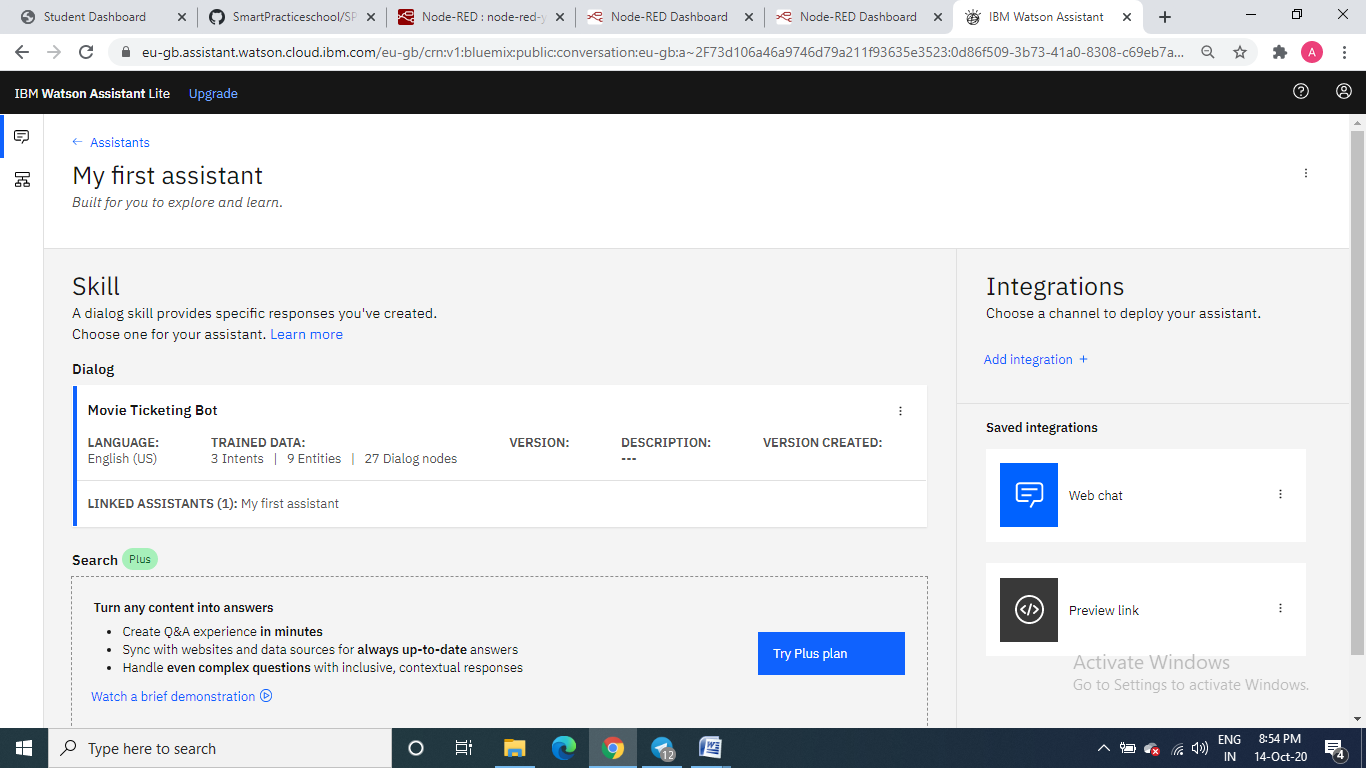 Student Dashboard
SmartPracticeschool/SP
Node-RED : node-red-y
Node-RED Dashboard
Node-RED Dashboard
IBM Watson Assistant
eu-gb.assistant.watson.cloud.ibm.com/eu-gb/crn:v1:bluemix:public:conversation:eu-gb:a~2F73d106a46a9746d79a211f93635e3523:0d86f509-3b73-41a0-8308-c69eb7a...
A
IBM Watson Assistant Lite Upgrade
← Assistants
My first assistant
Built for you to explore and learn.
Skill
A dialog skill provides specific responses you've created.
Choose one for your assistant. Learn more
Dialog
Movie Ticketing Bot
LANGUAGE: TRAINED DATA: VERSION: DESCRIPTION: VERSION CREATED:
English (US) 3 Intents | 9 Entities | 27 Dialog nodes ---
LINKED ASSISTANTS (1): My first assistant
Search Plus
Turn any content into answers
• Create Q&A experience in minutes
• Sync with websites and data sources for always up-to-date answers
• Handle even complex questions with inclusive, contextual responses
Try Plus plan
Watch a brief demonstration
Integrations
Choose a channel to deploy your assistant.
Add integration +
Saved integrations
Web chat
Preview link
Activate Windows
Go to Settings to activate Windows.
Type here to search
12
ENG
IN
8:54 PM
14-Oct-20
4